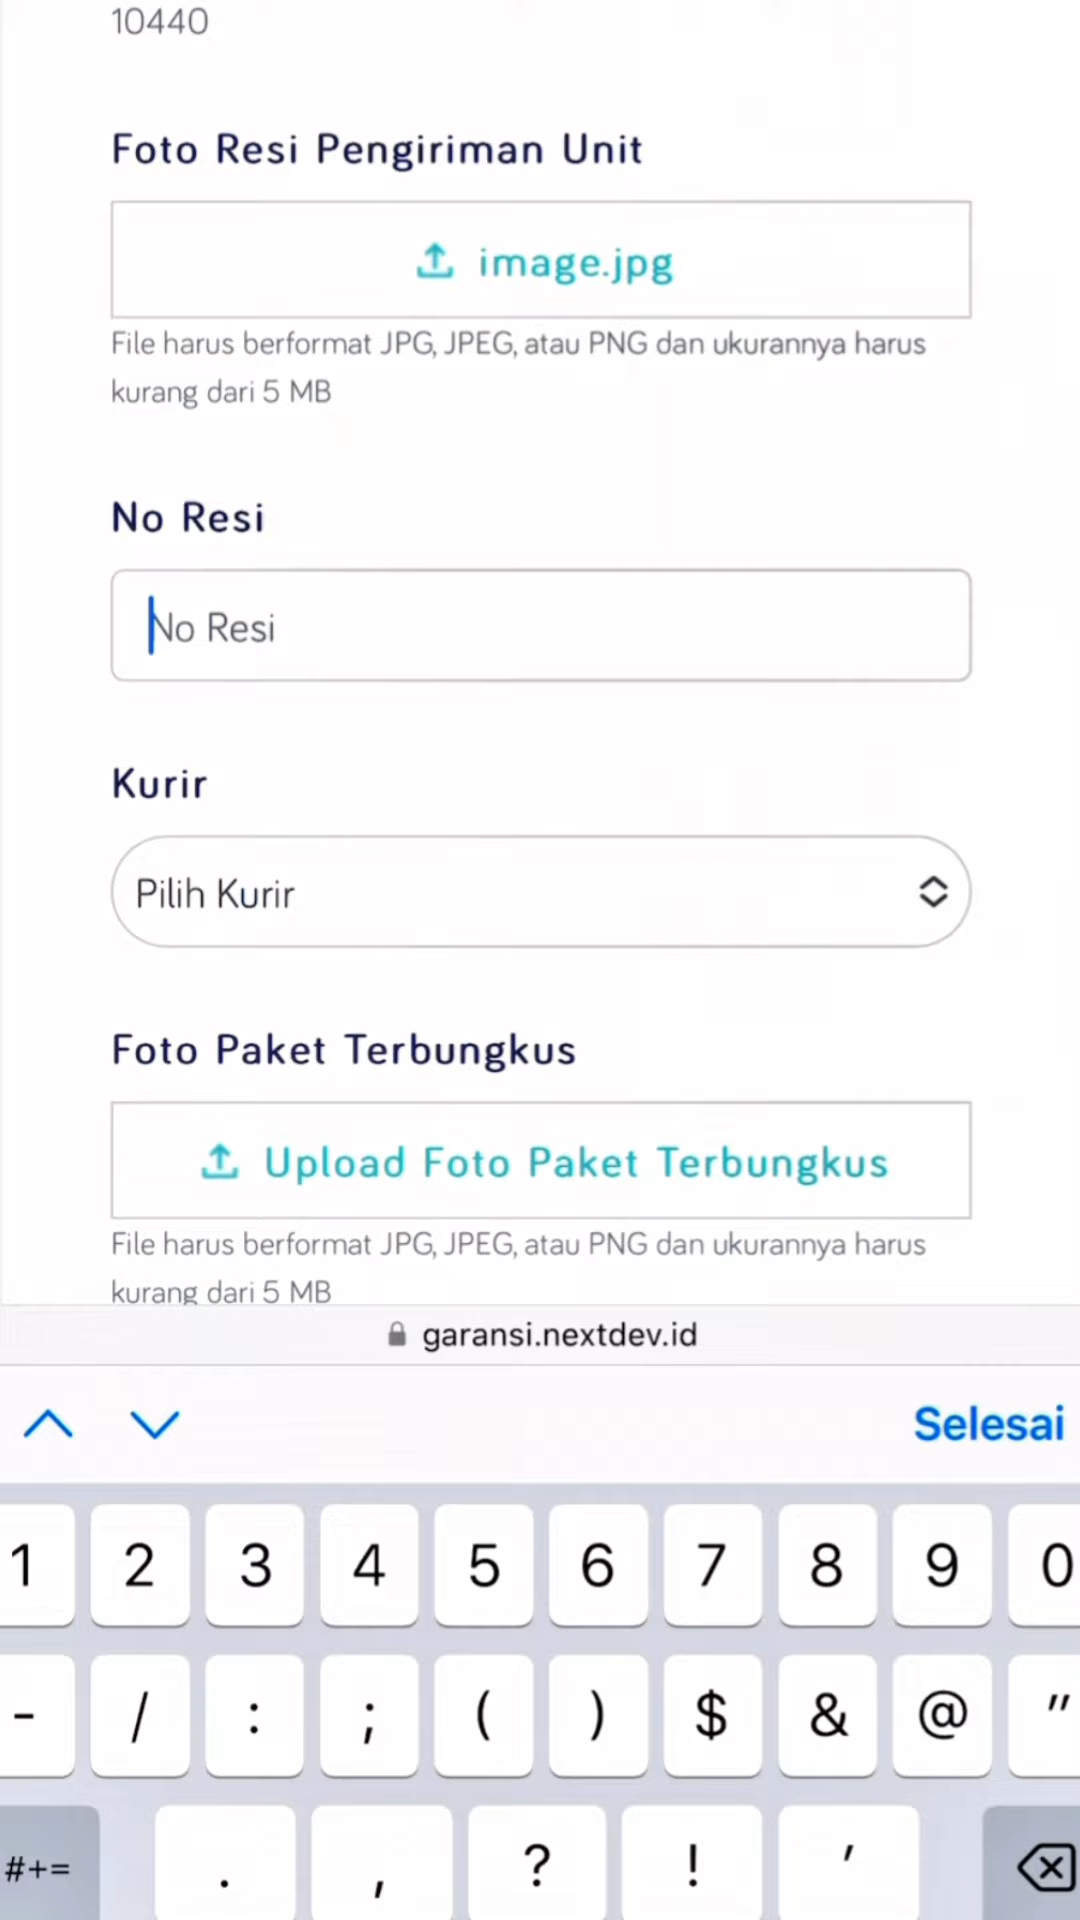 10440
Foto Resi Pengiriman Unit
image.jpg
File harus berformat JPG, JPEG, atau PNG dan ukurannya harus
kurang dari 5 MB
No Resi
No Resi
Kurir
Pilih Kurir
Foto Paket Terbungkus
Upload Foto Paket Terbungkus
File harus berformat JPG, JPEG, atau PNG dan ukurannya harus
kurang dari 5 MB
garansi.nextdev.id
Selesai
1 2 3 4 5 6 7 8 9 0
- / : ; ( ) $ & @ "
#+= . , ? ! '